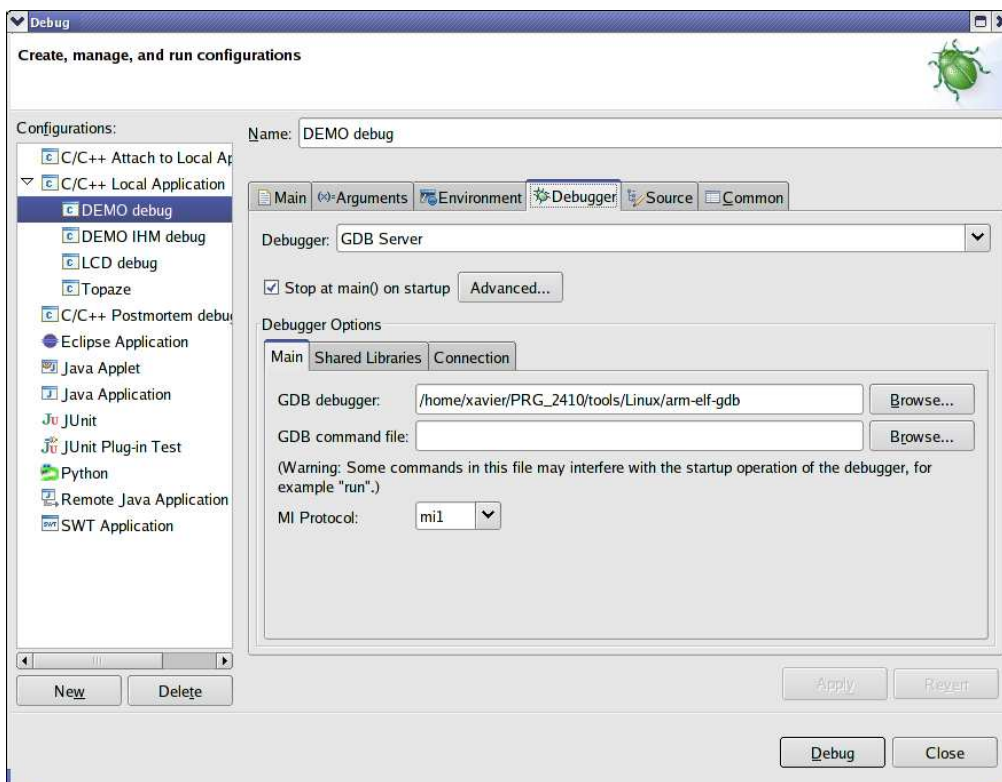 Debug
Create, manage, and run configurations
Configurations:
C/C++ Attach to Local Ap
C/C++ Local Application
DEMO debug
DEMO IHM debug
LCD debug
Topaze
C/C++ Postmortem debug
Eclipse Application
Java Applet
Java Application
Ju JUnit
JUnit Plug-in Test
Python
Remote Java Application
SWT Application
New Delete
Name: DEMO debug
Main (x)= Arguments Environment Debugger Source Common
Debugger: GDB Server
Stop at main() on startup Advanced...
Debugger Options
Main Shared Libraries Connection
GDB debugger: /home/xavier/PRG_2410/tools/Linux/arm-elf-gdb Browse...
GDB command file: Browse...
(Warning: Some commands in this file may interfere with the startup operation of the debugger, for
example "run".)
MI Protocol: mi1
Apply Revert
Debug Close